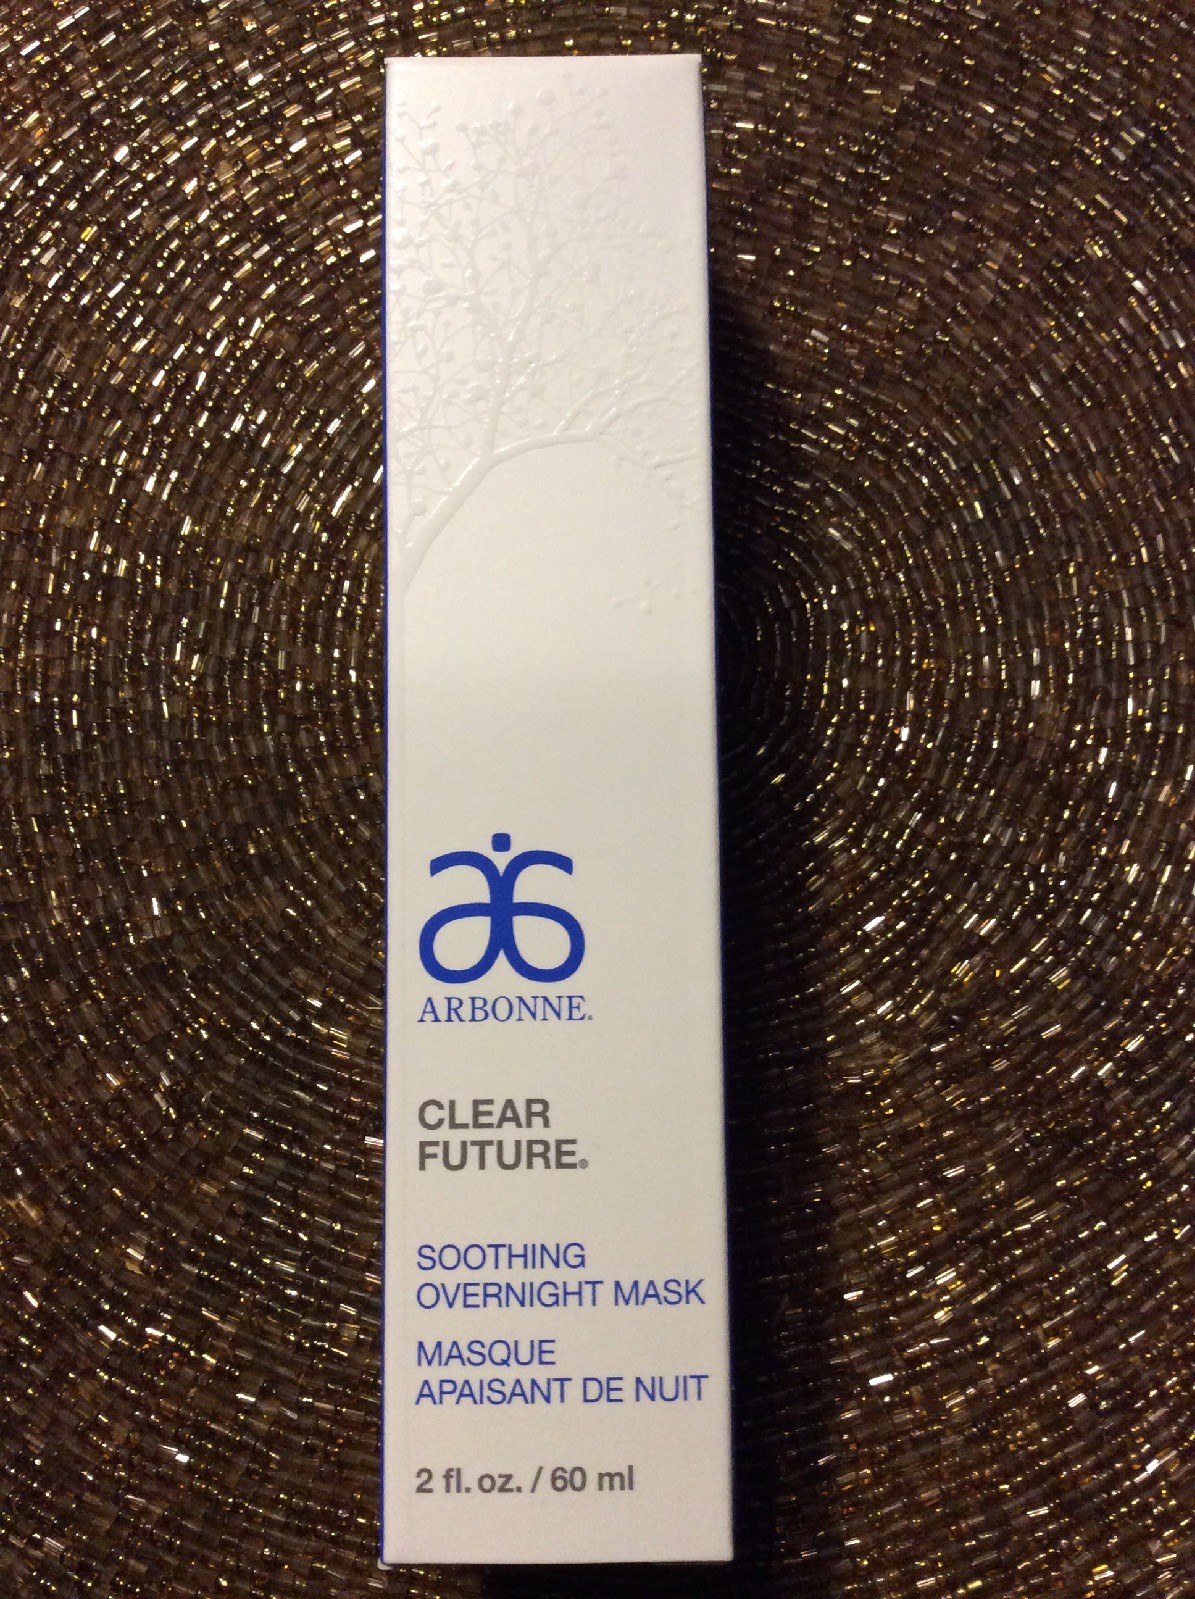 ARBONNE®
CLEAR
FUTURE®
SOOTHING
OVERNIGHT MASK
MASQUE
APAISANT DE NUIT
2 fl. oz. / 60 ml